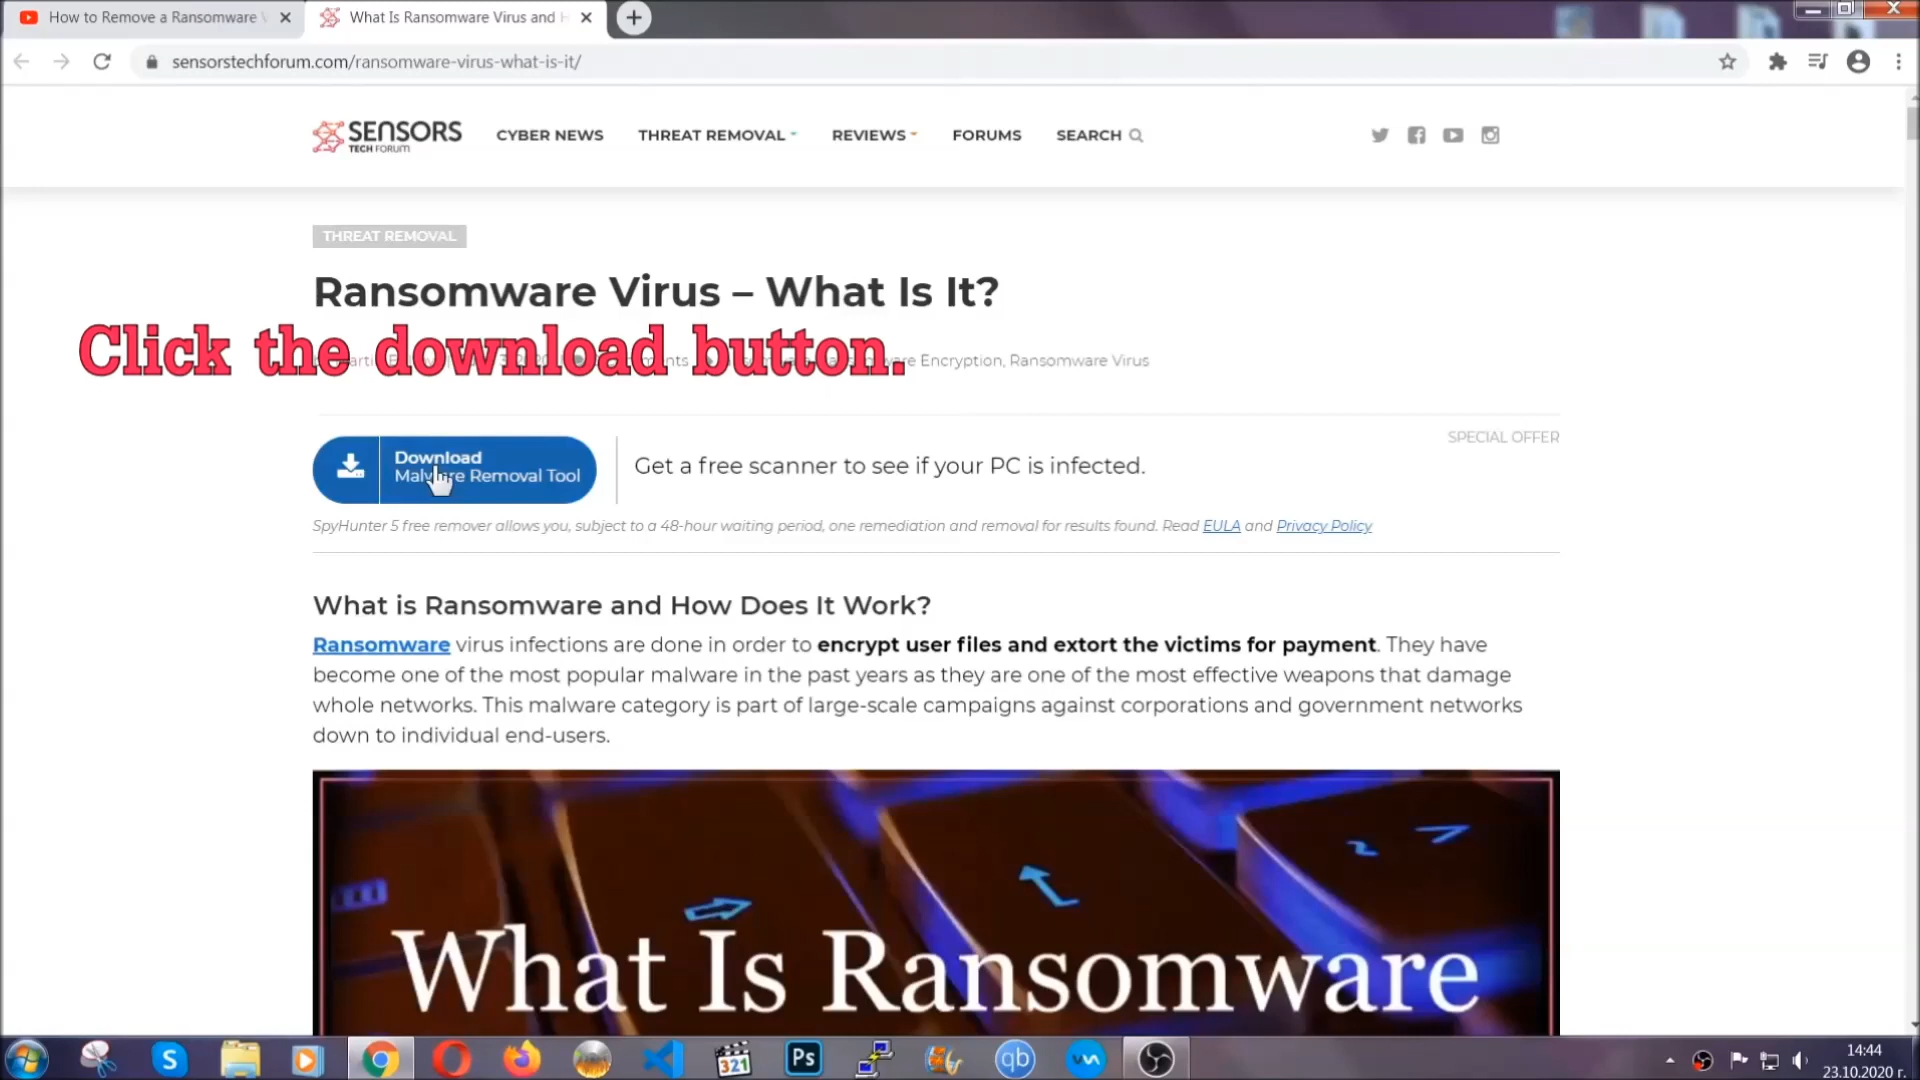 How to Remove a Ransomware
What Is Ransomware Virus and H
sensorstechforum.com/ransomware-virus-what-is-it/
SENSORS
TECH FORUM
CYBER NEWS
THREAT REMOVAL
REVIEWS
FORUMS
SEARCH
THREAT REMOVAL
Ransomware Virus – What Is It?
Click the download button.
Encryption, Ransomware Virus
SPECIAL OFFER
Download
Malware Removal Tool
Get a free scanner to see if your PC is infected.
SpyHunter 5 free remover allows you, subject to a 48-hour waiting period, one remediation and removal for results found. Read EULA and Privacy Policy
What is Ransomware and How Does It Work?
Ransomware virus infections are done in order to encrypt user files and extort the victims for payment. They have
become one of the most popular malware in the past years as they are one of the most effective weapons that damage
whole networks. This malware category is part of large-scale campaigns against corporations and government networks
down to individual end-users.
What Is Ransomware
S
321
Ps
qb
14:44
23.10.2020 г.